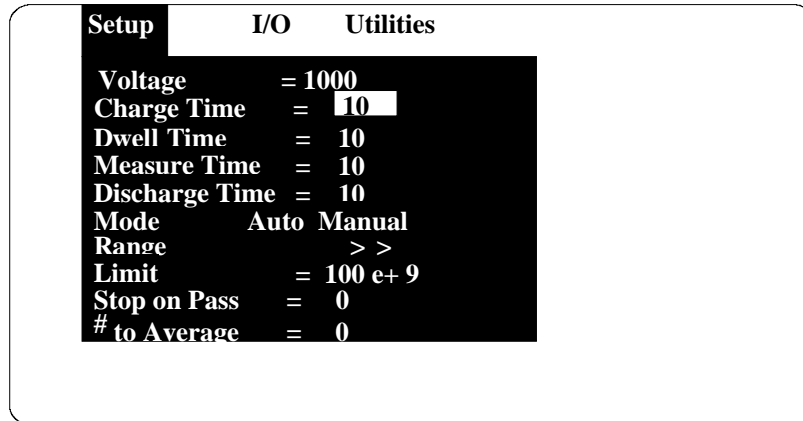 Setup I/O Utilities
Voltage = 1000
Charge Time = 10
Dwell Time = 10
Measure Time = 10
Discharge Time = 10
Mode Auto Manual
Range > >
Limit = 100 e+ 9
Stop on Pass = 0
# to Average = 0